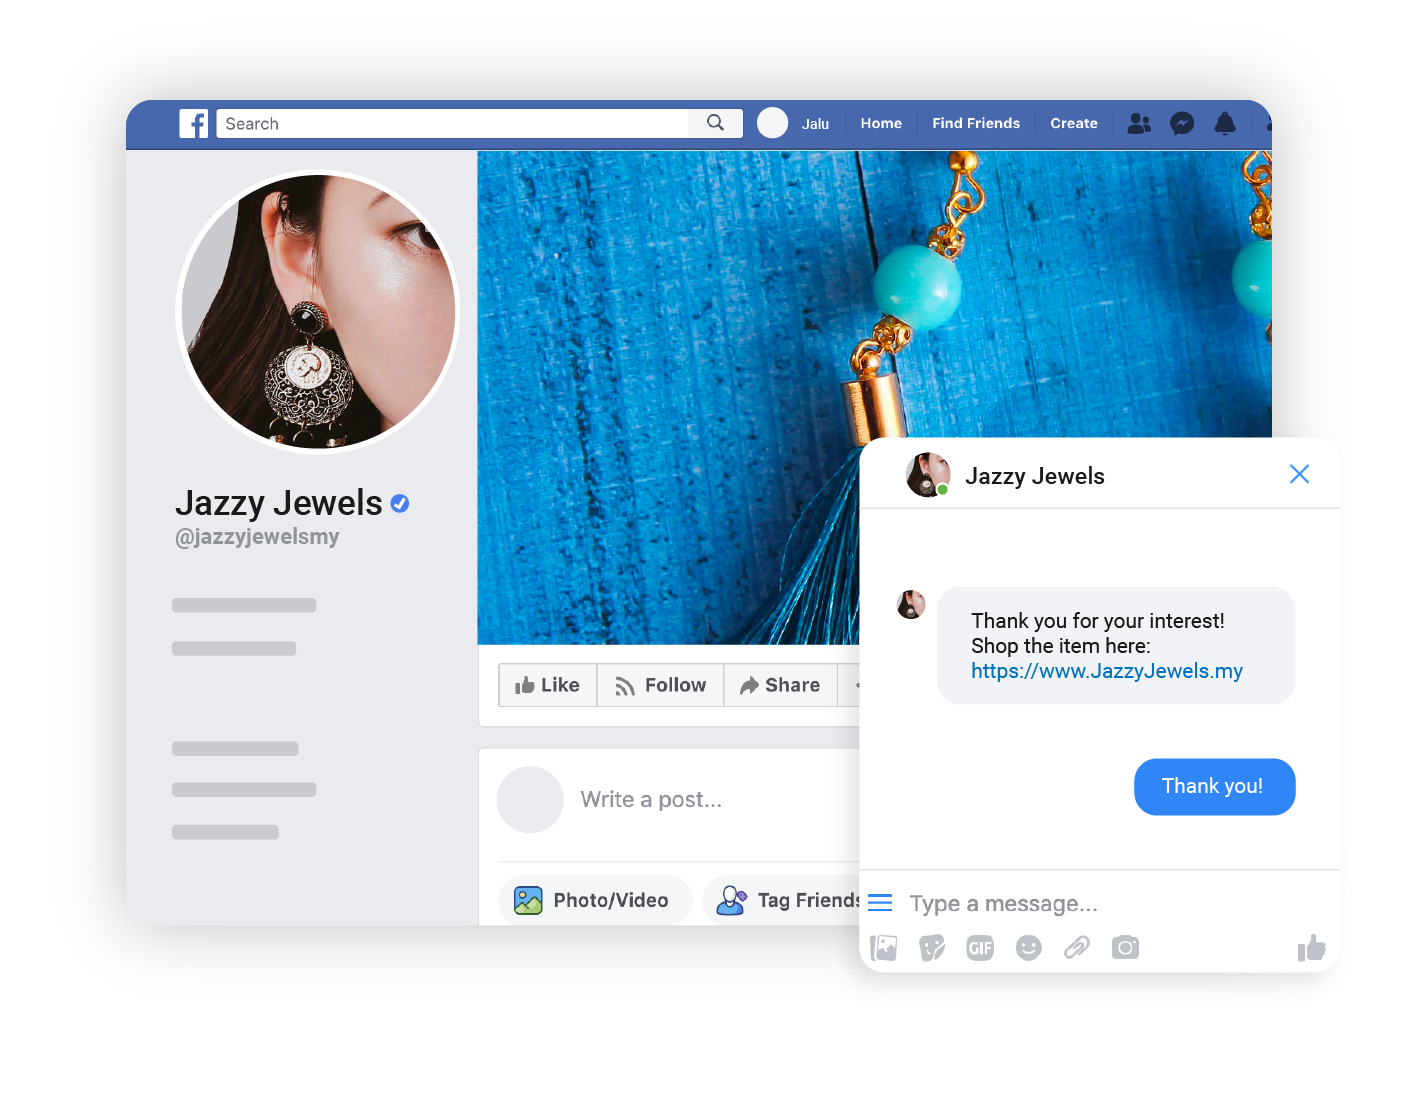 f
Search
Jalu
Home
Find Friends
Create
Jazzy Jewels
@jazzyjewelsmy
Like
Follow
Share
Write a post...
Photo/Video
Tag Friends
Jazzy Jewels
Thank you for your interest!
Shop the item here:
https://www.JazzyJewels.my
Thank you!
Type a message...
GIF